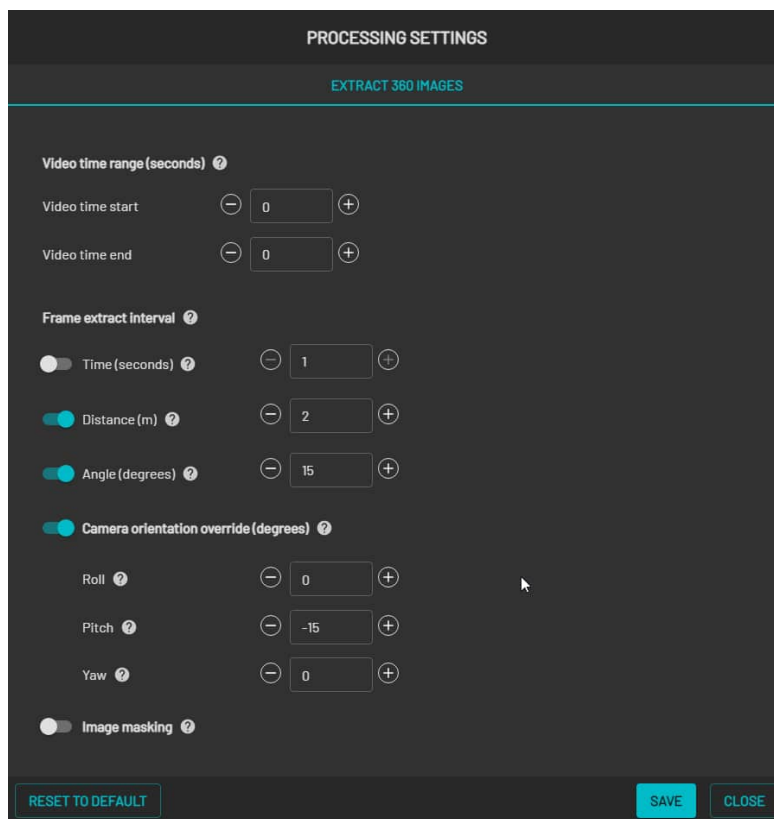 PROCESSING SETTINGS
EXTRACT 360 IMAGES
Video time range (seconds) ?
Video time start − 0 +
Video time end − 0 +
Frame extract interval ?
Time (seconds) ? − 1 +
Distance (m) ? − 2 +
Angle (degrees) ? − 15 +
Camera orientation override (degrees) ?
Roll ? − 0 +
Pitch ? − -15 +
Yaw ? − 0 +
Image masking ?
RESET TO DEFAULT SAVE CLOSE